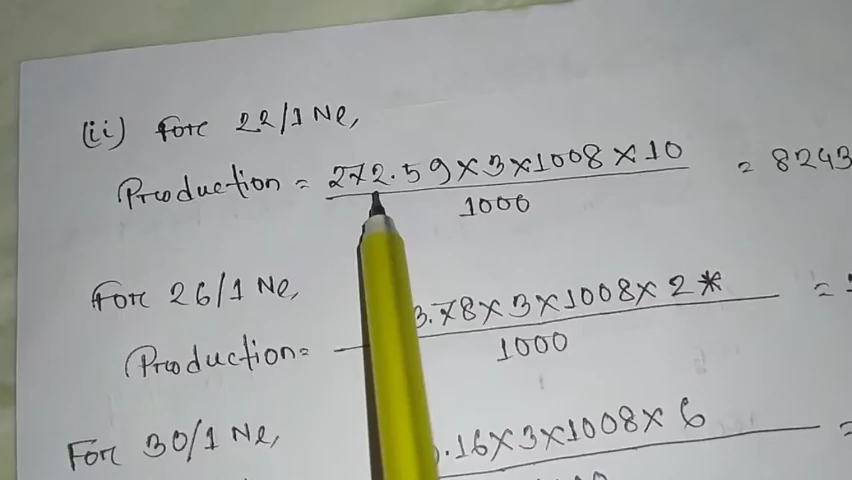 (ii) For 22/1 Ne,
Production = 272.59×3×1008×10 = 8243
1000
For 26/1 Ne,
Production= 3.78×3×1008×2*
1000
For 30/1 Ne,
.16×3×1008×6